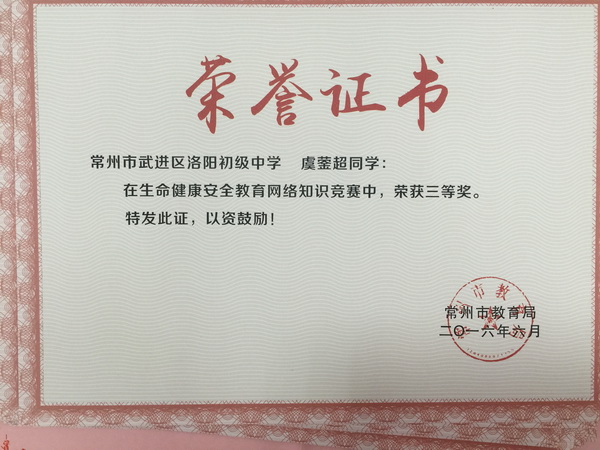 荣誉证书
常州市武进区洛阳初级中学 虞蓥超同学：
在生命健康安全教育网络知识竞赛中，荣获三等奖。
特发此证，以资鼓励！
常州市教育局
二〇一六年六月